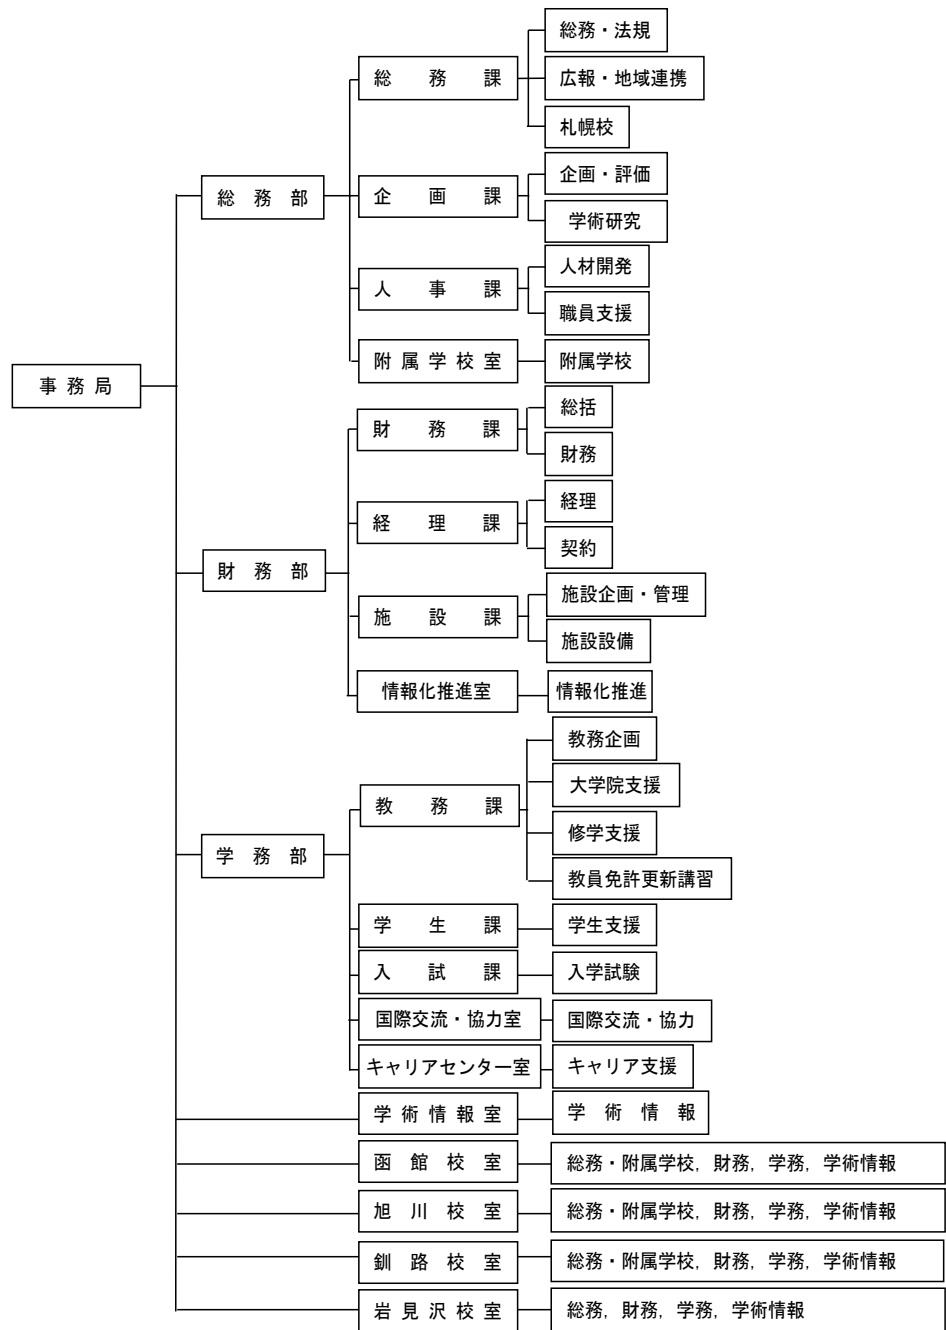 事務局
総務部
総務課
総務・法規
広報・地域連携
札幌校
企画課
企画・評価
学術研究
人事課
人材開発
職員支援
附属学校室
附属学校
財務部
財務課
総括
財務
経理課
経理
契約
施設課
施設企画・管理
施設設備
情報化推進室
情報化推進
学務部
教務課
教務企画
大学院支援
修学支援
教員免許更新講習
学生課
学生支援
入試課
入学試験
国際交流・協力室
国際交流・協力
キャリアセンター室
キャリア支援
学術情報室
学術情報
函館校室
総務・附属学校, 財務, 学務, 学術情報
旭川校室
総務・附属学校, 財務, 学務, 学術情報
釧路校室
総務・附属学校, 財務, 学務, 学術情報
岩見沢校室
総務, 財務, 学務, 学術情報